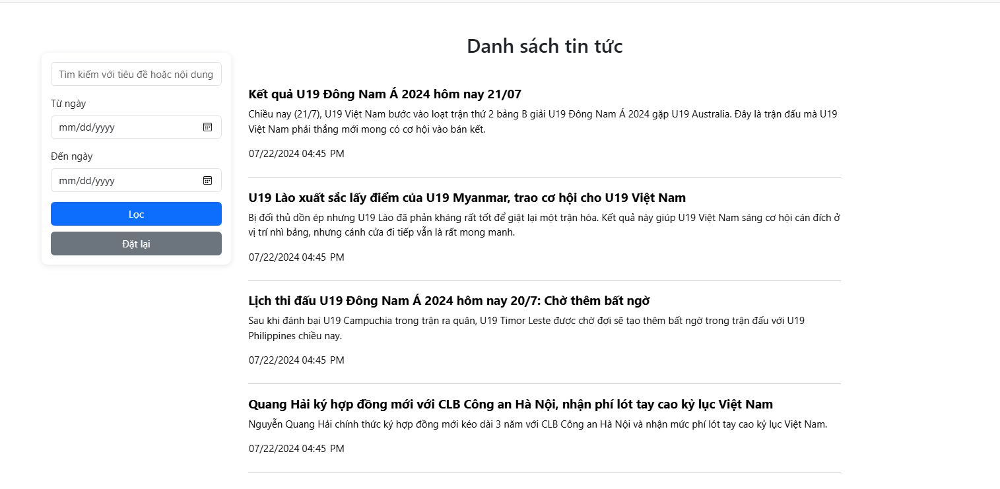 Danh sách tin tức
Tìm kiếm với tiêu đề hoặc nội dung
Từ ngày
mm/dd/yyyy
Đến ngày
mm/dd/yyyy
Lọc
Đặt lại
Kết quả U19 Đông Nam Á 2024 hôm nay 21/07
Chiều nay (21/7), U19 Việt Nam bước vào loạt trận thứ 2 bảng B giải U19 Đông Nam Á 2024 gặp U19 Australia. Đây là trận đấu mà U19
Việt Nam phải thắng mới mong có cơ hội vào bán kết.
07/22/2024 04:45 PM
U19 Lào xuất sắc lấy điểm của U19 Myanmar, trao cơ hội cho U19 Việt Nam
Bị đối thủ dồn ép nhưng U19 Lào đã phản kháng rất tốt để giật lại một trận hòa. Kết quả này giúp U19 Việt Nam sáng cơ hội cán đích ở
vị trí nhì bảng, nhưng cánh cửa đi tiếp vẫn là rất mong manh.
07/22/2024 04:45 PM
Lịch thi đấu U19 Đông Nam Á 2024 hôm nay 20/7: Chờ thêm bất ngờ
Sau khi đánh bại U19 Campuchia trong trận ra quân, U19 Timor Leste được chờ đợi sẽ tạo thêm bất ngờ trong trận đấu với U19
Philippines chiều nay.
07/22/2024 04:45 PM
Quang Hải ký hợp đồng mới với CLB Công an Hà Nội, nhận phí lót tay cao kỷ lục Việt Nam
Nguyễn Quang Hải chính thức ký hợp đồng mới kéo dài 3 năm với CLB Công an Hà Nội và nhận mức phí lót tay cao kỷ lục Việt Nam.
07/22/2024 04:45 PM